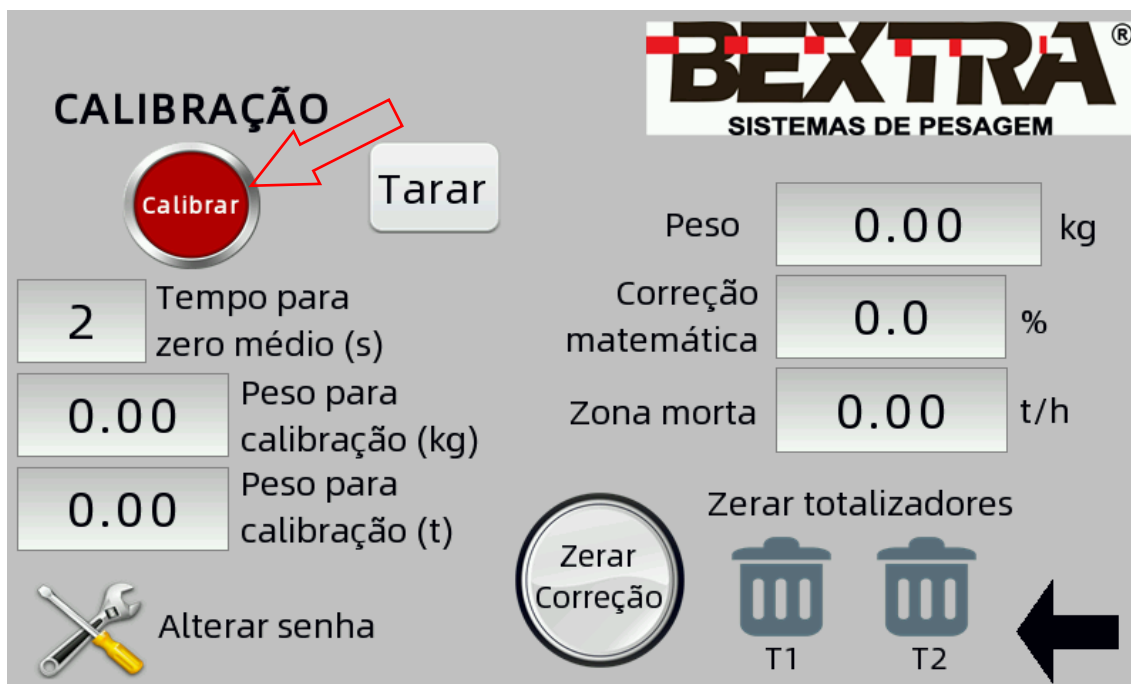 BEXTRA®
SISTEMAS DE PESAGEM
CALIBRAÇÃO
Calibrar
Tarar
Peso
0.00
kg
2
Tempo para
zero médio (s)
Correção
matemática
0.0
%
0.00
Peso para
calibração (kg)
Zona morta
0.00
t/h
0.00
Peso para
calibração (t)
Zerar totalizadores
Zerar
Correção
Alterar senha
T1
T2